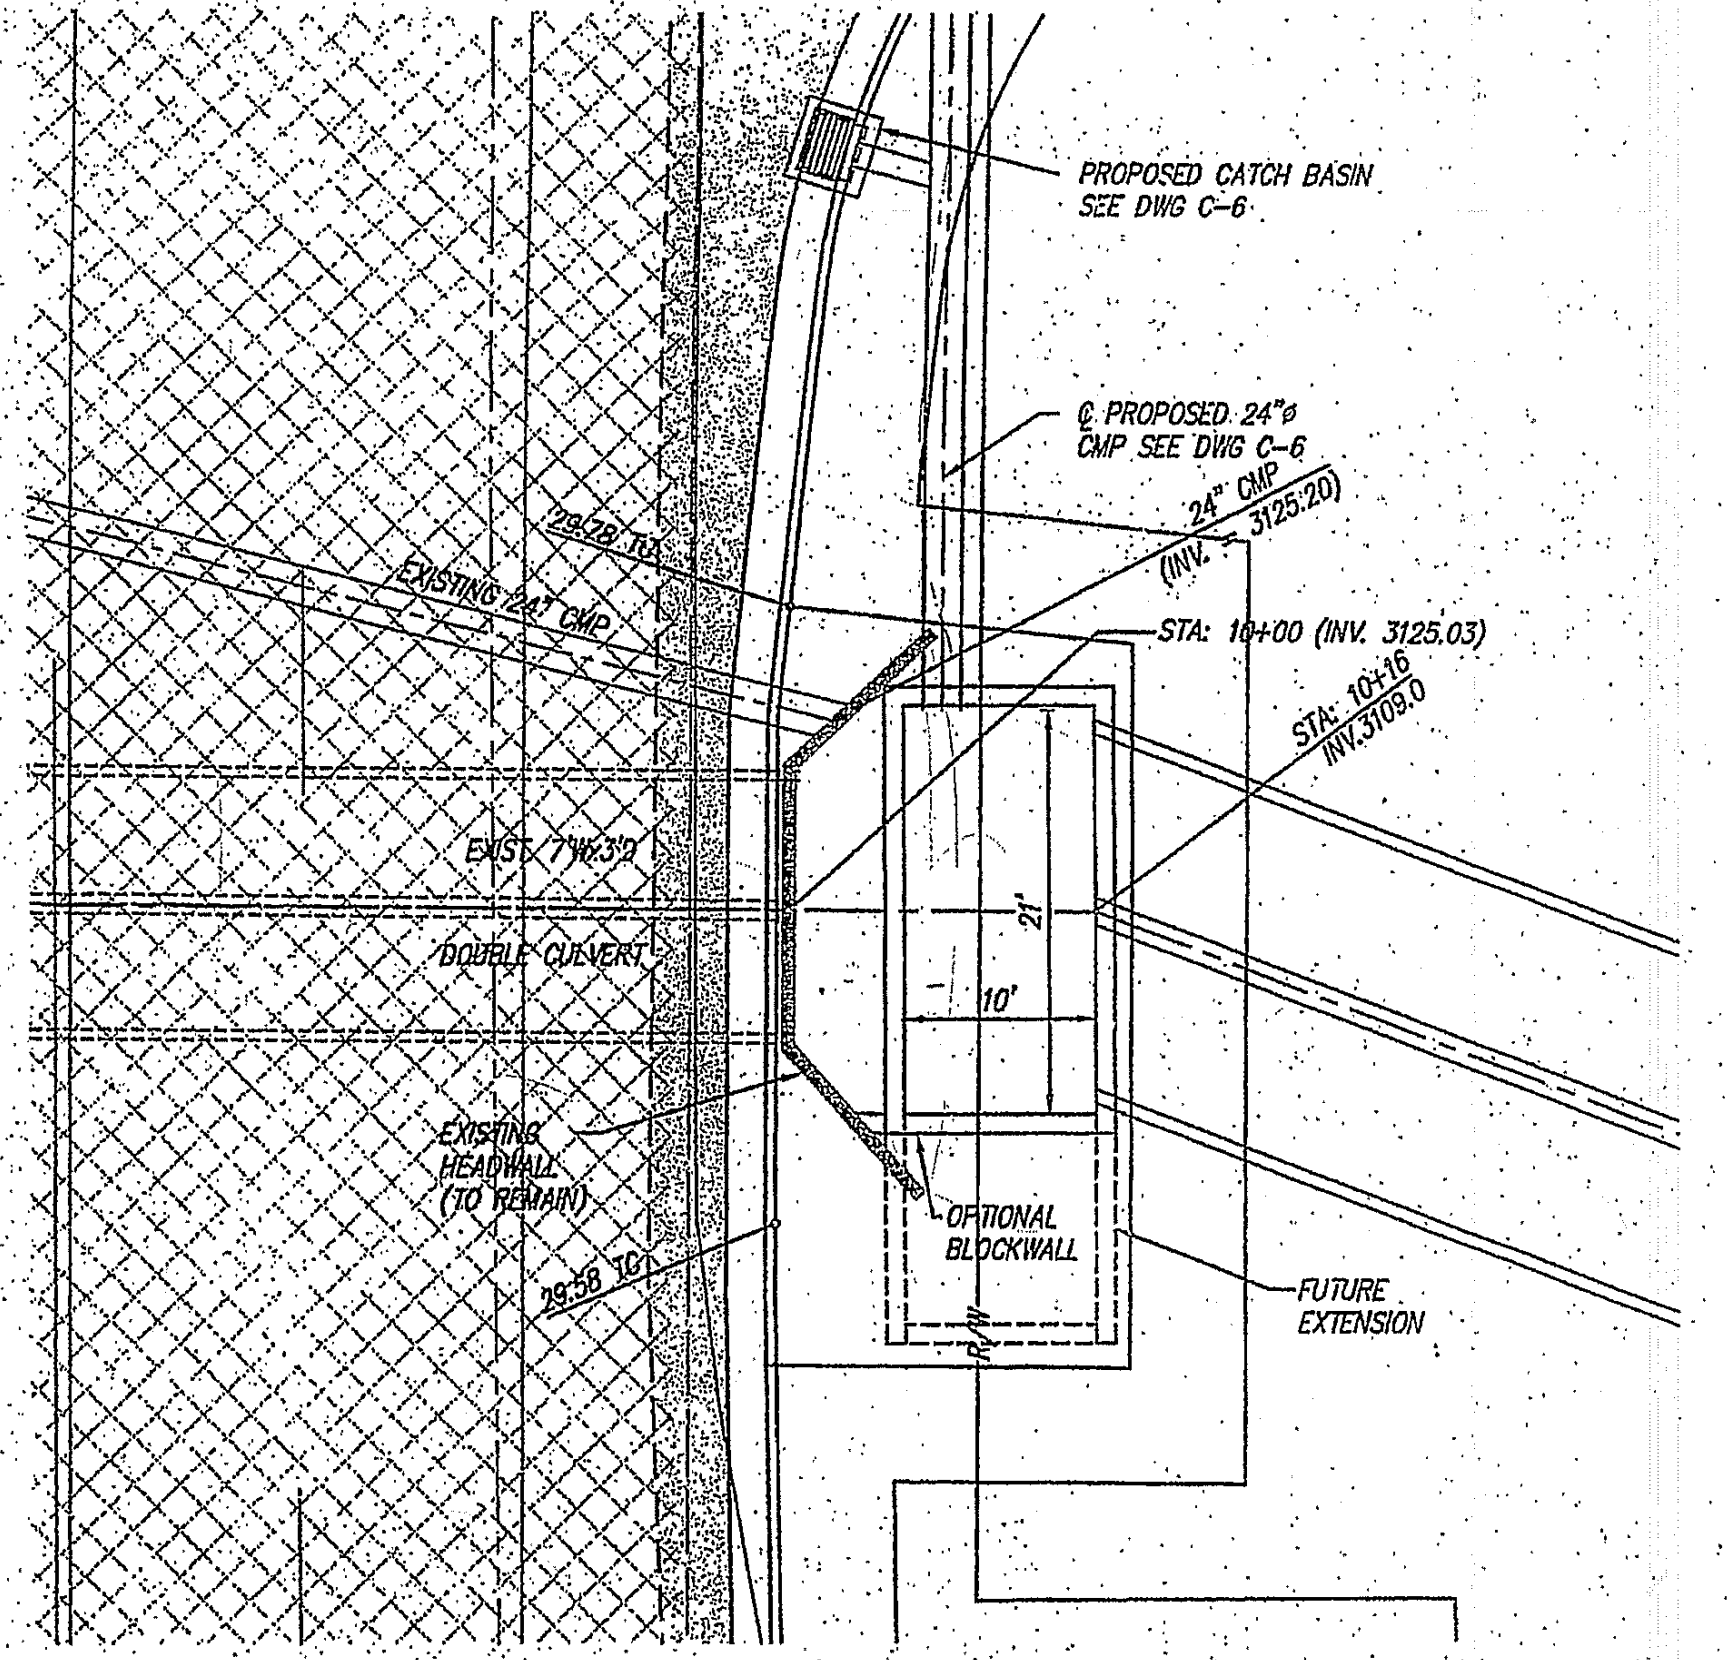 PROPOSED CATCH BASIN
SEE DWG C-6
℄ PROPOSED 24"ø
CMP SEE DWG C-6
24" CMP
(INV. = 3125.20)
29.78 TC
EXISTING 24" CMP
STA: 10+00 (INV. 3125.03)
STA: 10+16
INV. 3109.0
EXIST. 7'Wx3'D
DOUBLE CULVERT
21'
10'
EXISTING
HEADWALL
(TO REMAIN)
OPTIONAL
BLOCKWALL
29.58 TC
FUTURE
EXTENSION
R/W